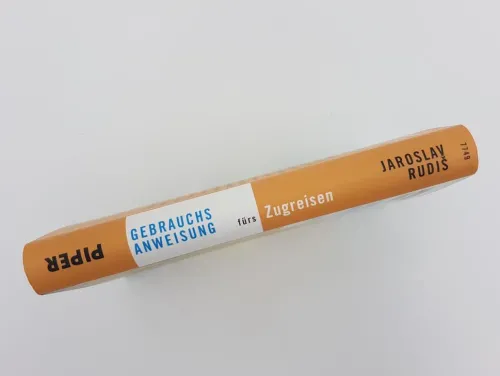 PIPER
GEBRAUCHS
ANWEISUNG
fürs Zugreisen
JAROSLAV
RUDIŠ
7749